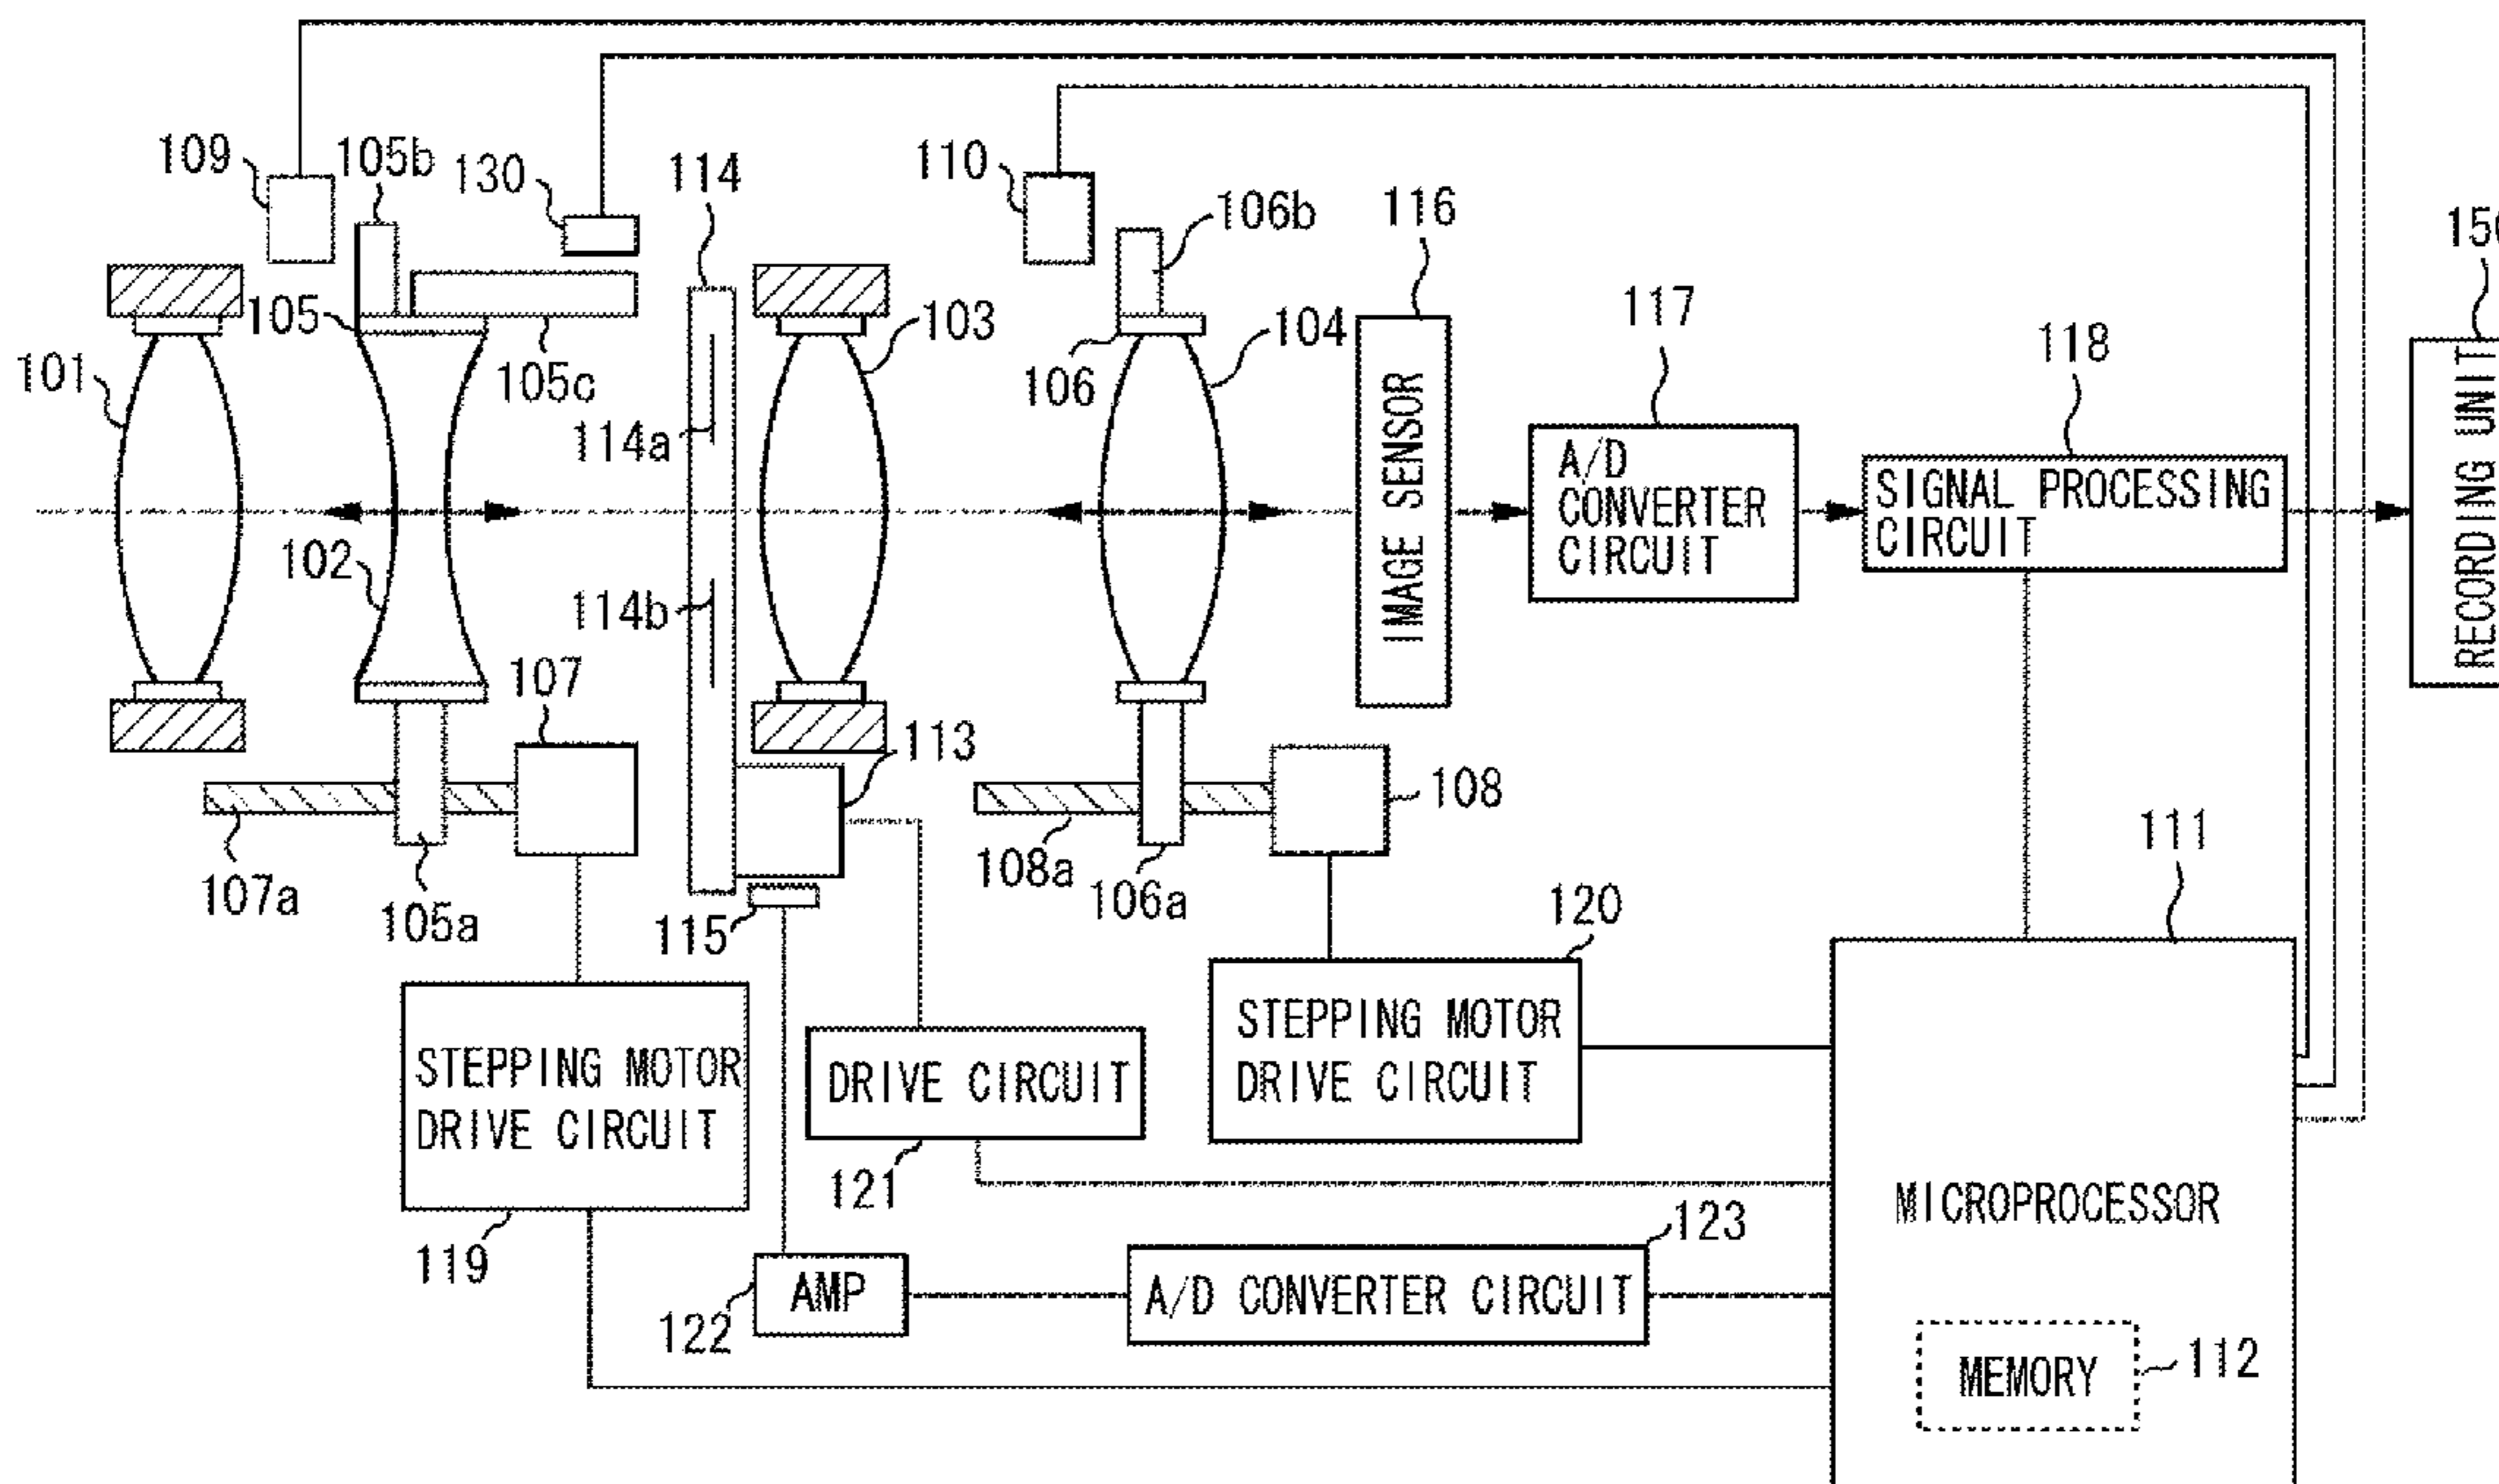 109
105b
130
114
110
106b
116
117
118
105
101
105c
103
106
104
114a
114b
102
107
113
108
107a
105a
115
108a
106a
120
111
IMAGE SENSOR
A/D
CONVERTER
CIRCUIT
SIGNAL PROCESSING
CIRCUIT
RECORDING UNIT
STEPPING MOTOR
DRIVE CIRCUIT
119
DRIVE CIRCUIT
121
STEPPING MOTOR
DRIVE CIRCUIT
AMP
122
A/D CONVERTER CIRCUIT
123
MICROPROCESSOR
MEMORY
112